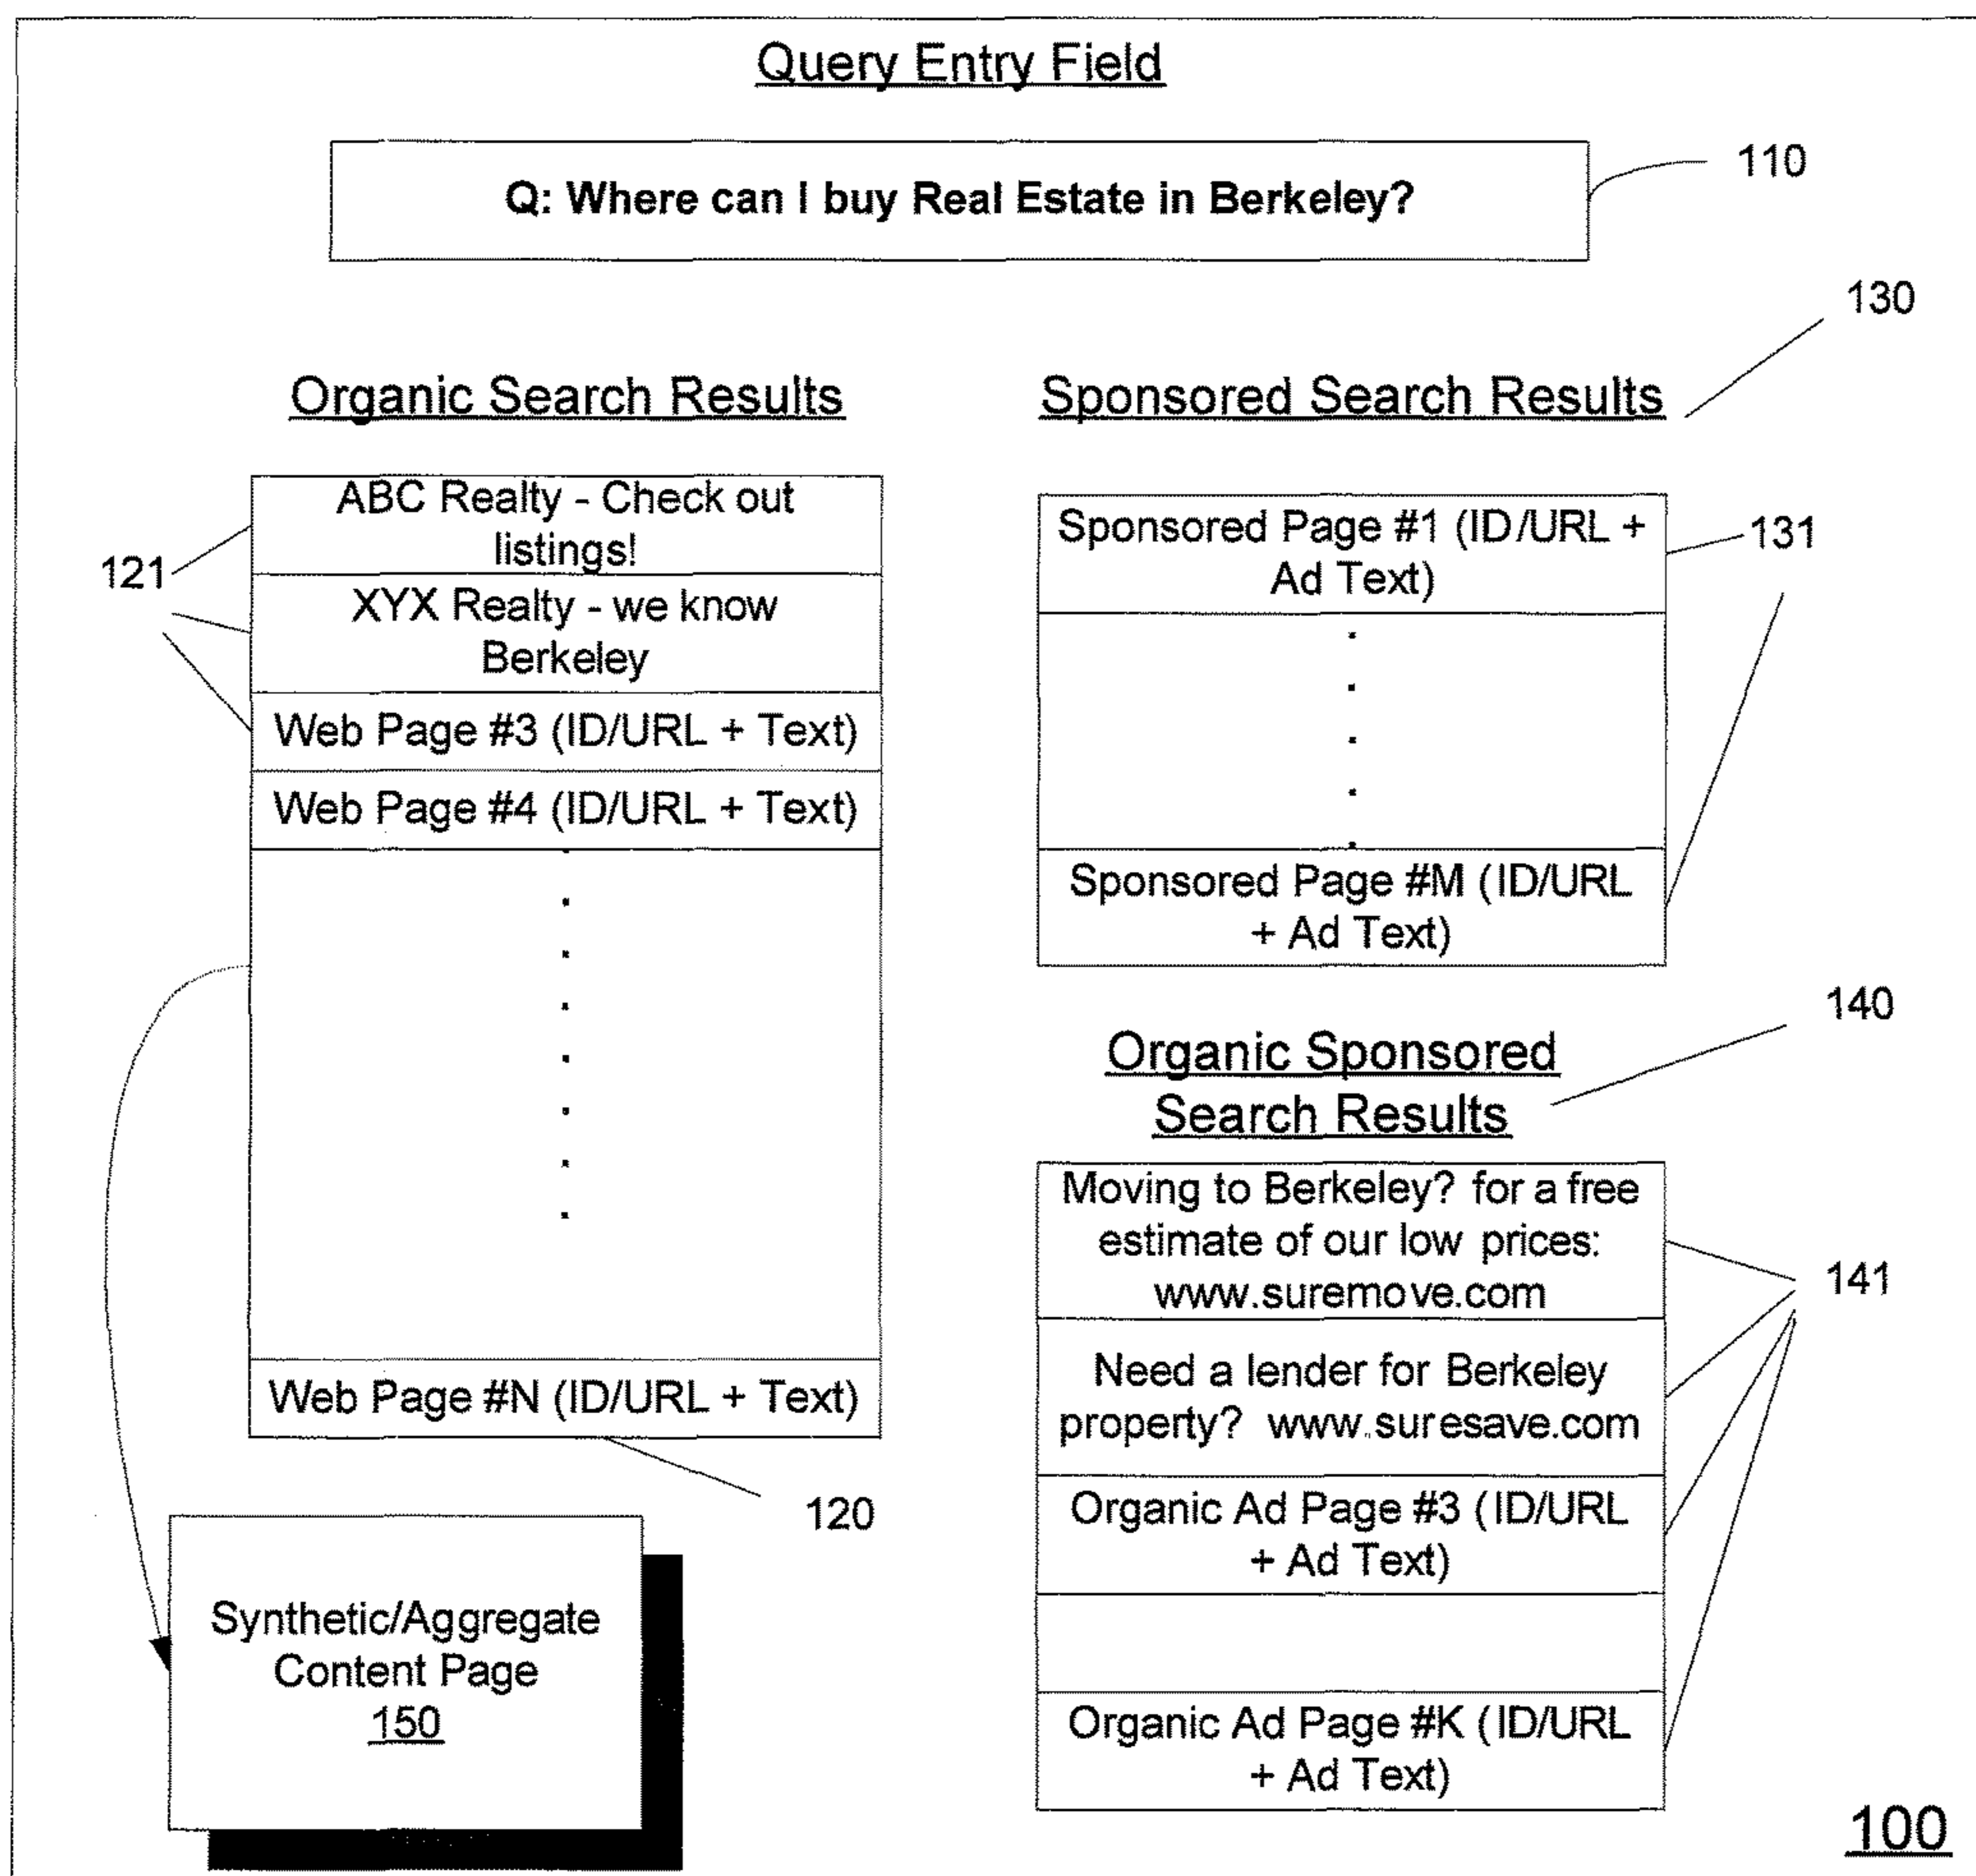 Query Entry Field
Q: Where can I buy Real Estate in Berkeley?
110
130
Organic Search Results
ABC Realty - Check out
listings!
121
XYX Realty - we know
Berkeley
Web Page #3 (ID/URL + Text)
Web Page #4 (ID/URL + Text)
Web Page #N (ID/URL + Text)
120
Synthetic/Aggregate
Content Page
150
Sponsored Search Results
Sponsored Page #1 (ID/URL +
Ad Text)
131
Sponsored Page #M (ID/URL
+ Ad Text)
140
Organic Sponsored
Search Results
Moving to Berkeley? for a free
estimate of our low prices:
www.suremove.com
141
Need a lender for Berkeley
property? www.suresave.com
Organic Ad Page #3 (ID/URL
+ Ad Text)
Organic Ad Page #K (ID/URL
+ Ad Text)
100